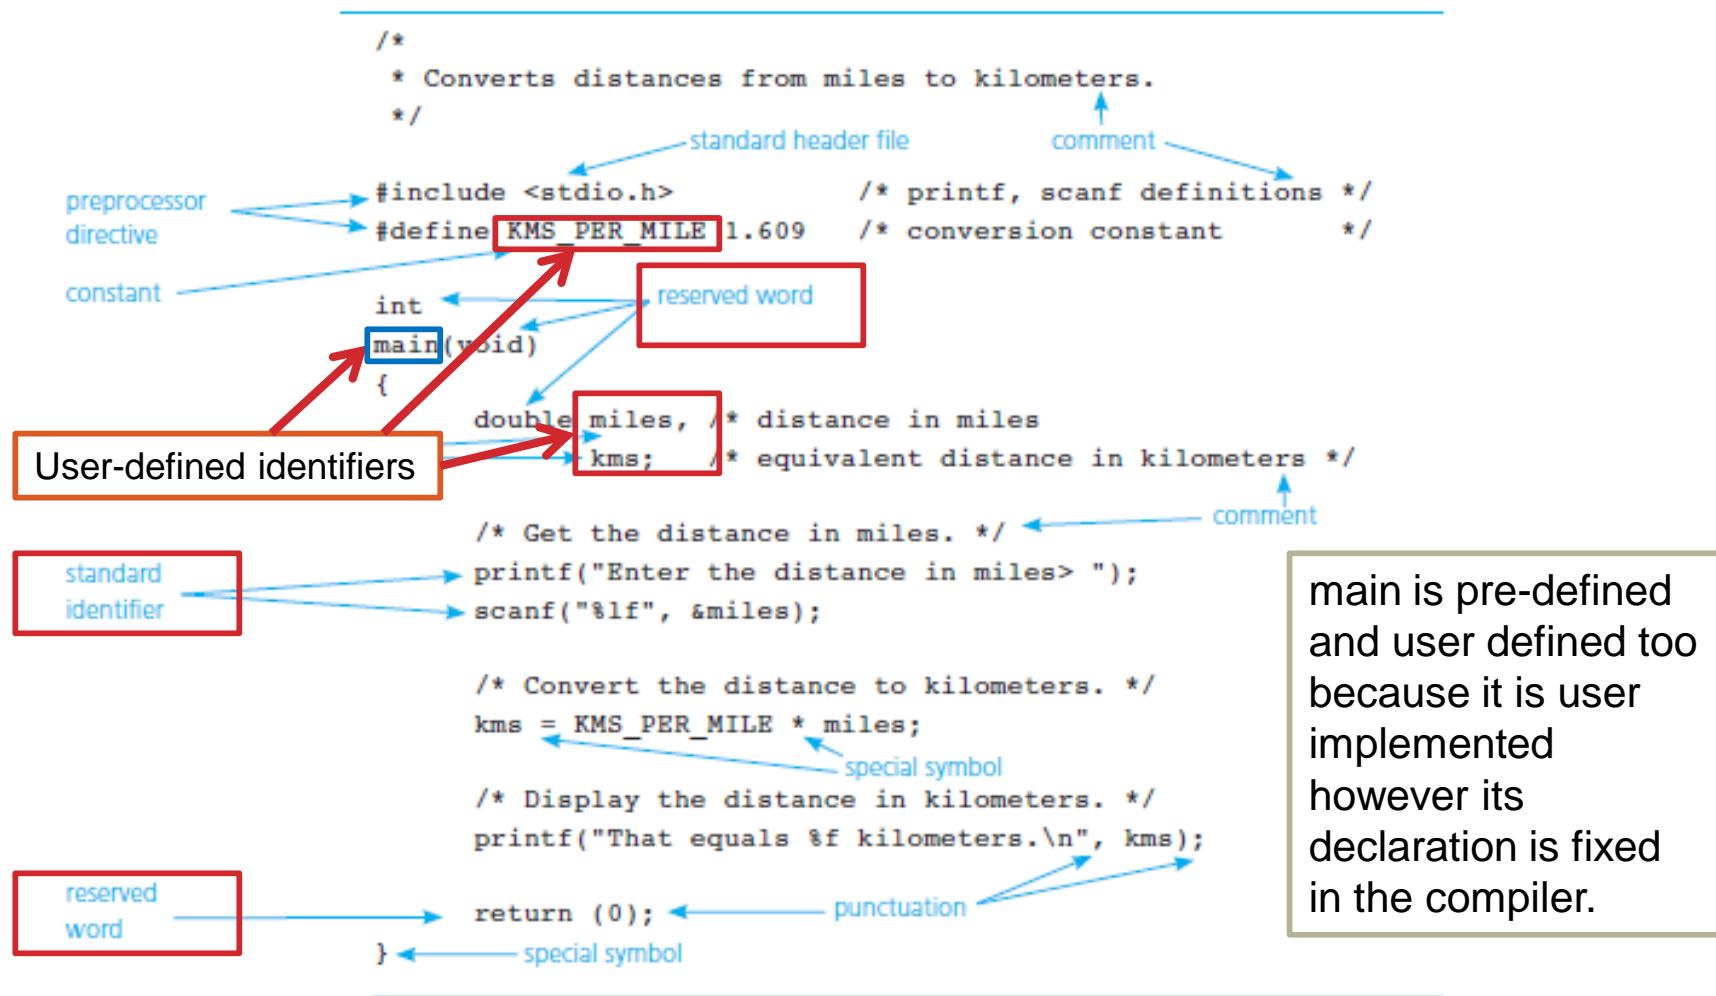 /*
* Converts distances from miles to kilometers.
*/
standard header file comment
preprocessor
directive
#include <stdio.h> /* printf, scanf definitions */
#define KMS_PER_MILE 1.609 /* conversion constant */
constant
reserved word
int
main(void)
{
double miles, /* distance in miles
User-defined identifiers
kms; /* equivalent distance in kilometers */
comment
/* Get the distance in miles. */
standard
identifier
printf("Enter the distance in miles> ");
scanf("%lf", &miles);
/* Convert the distance to kilometers. */
kms = KMS_PER_MILE * miles;
special symbol
/* Display the distance in kilometers. */
printf("That equals %f kilometers.\n", kms);
reserved
word
return (0);
punctuation
}
special symbol
main is pre-defined
and user defined too
because it is user
implemented
however its
declaration is fixed
in the compiler.